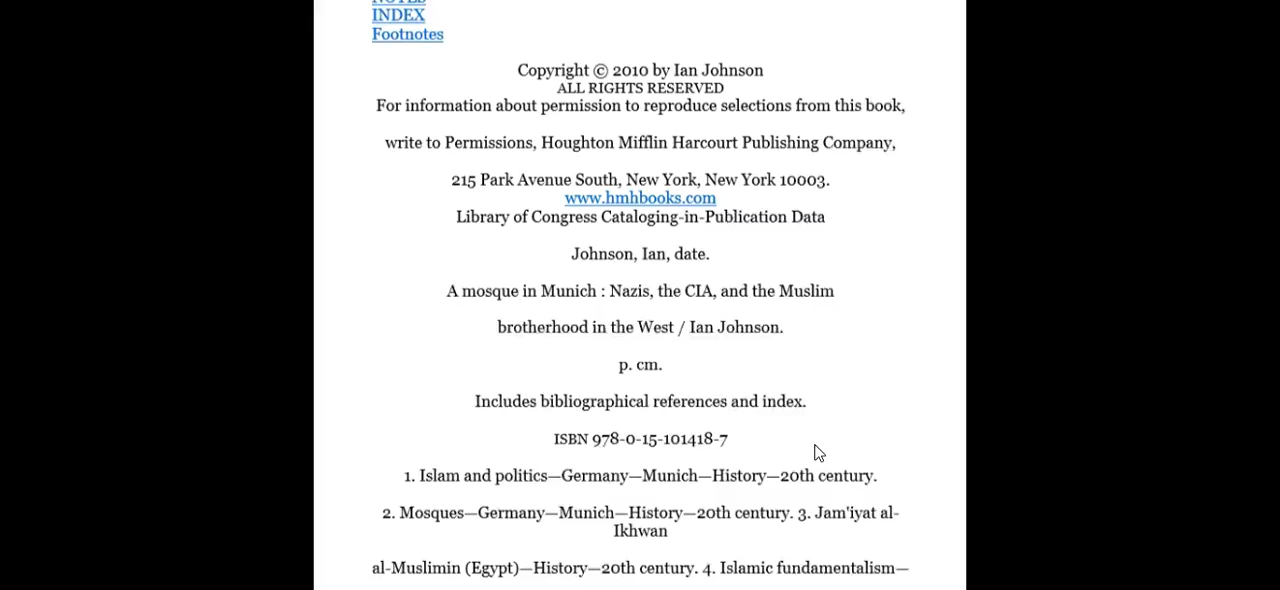 NOTES
INDEX
Footnotes
Copyright © 2010 by Ian Johnson
ALL RIGHTS RESERVED
For information about permission to reproduce selections from this book,
write to Permissions, Houghton Mifflin Harcourt Publishing Company,
215 Park Avenue South, New York, New York 10003.
www.hmhbooks.com
Library of Congress Cataloging-in-Publication Data
Johnson, Ian, date.
A mosque in Munich : Nazis, the CIA, and the Muslim
brotherhood in the West / Ian Johnson.
p. cm.
Includes bibliographical references and index.
ISBN 978-0-15-101418-7
1. Islam and politics—Germany—Munich—History—20th century.
2. Mosques—Germany—Munich—History—20th century. 3. Jam'iyat al-
Ikhwan
al-Muslimin (Egypt)—History—20th century. 4. Islamic fundamentalism—